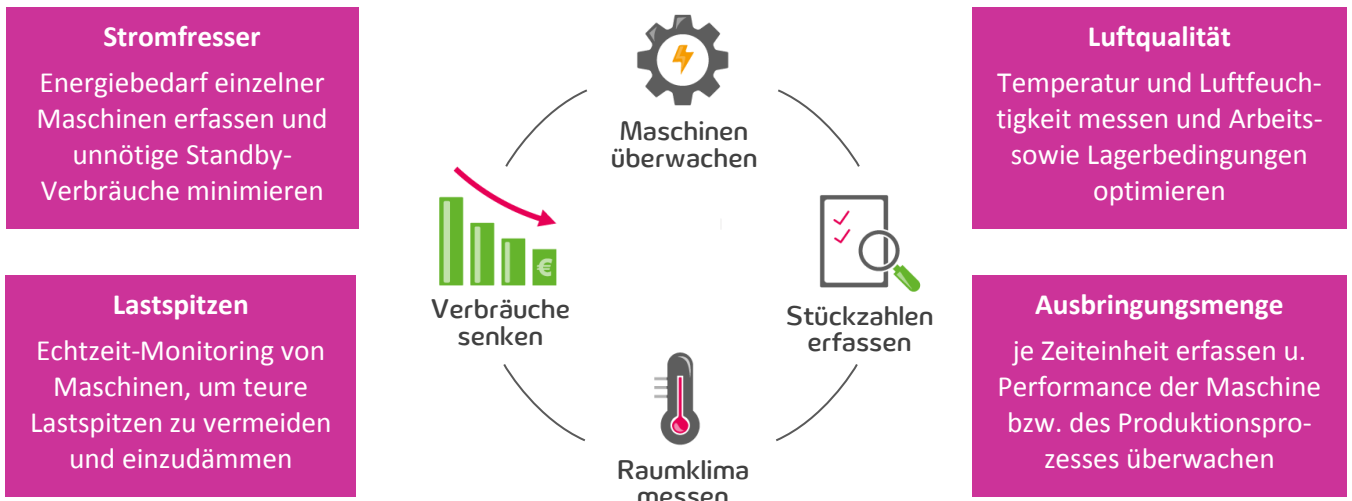 Stromfresser
Energiebedarf einzelner
Maschinen erfassen und
unnötige Standby-
Verbräuche minimieren
Lastspitzen
Echtzeit-Monitoring von
Maschinen, um teure
Lastspitzen zu vermeiden
und einzudämmen
Maschinen
überwachen
€
Verbräuche
senken
Stückzahlen
erfassen
Raumklima
messen
Luftqualität
Temperatur und Luftfeuch-
tigkeit messen und Arbeits-
sowie Lagerbedingungen
optimieren
Ausbringungsmenge
je Zeiteinheit erfassen u.
Performance der Maschine
bzw. des Produktionspro-
zesses überwachen